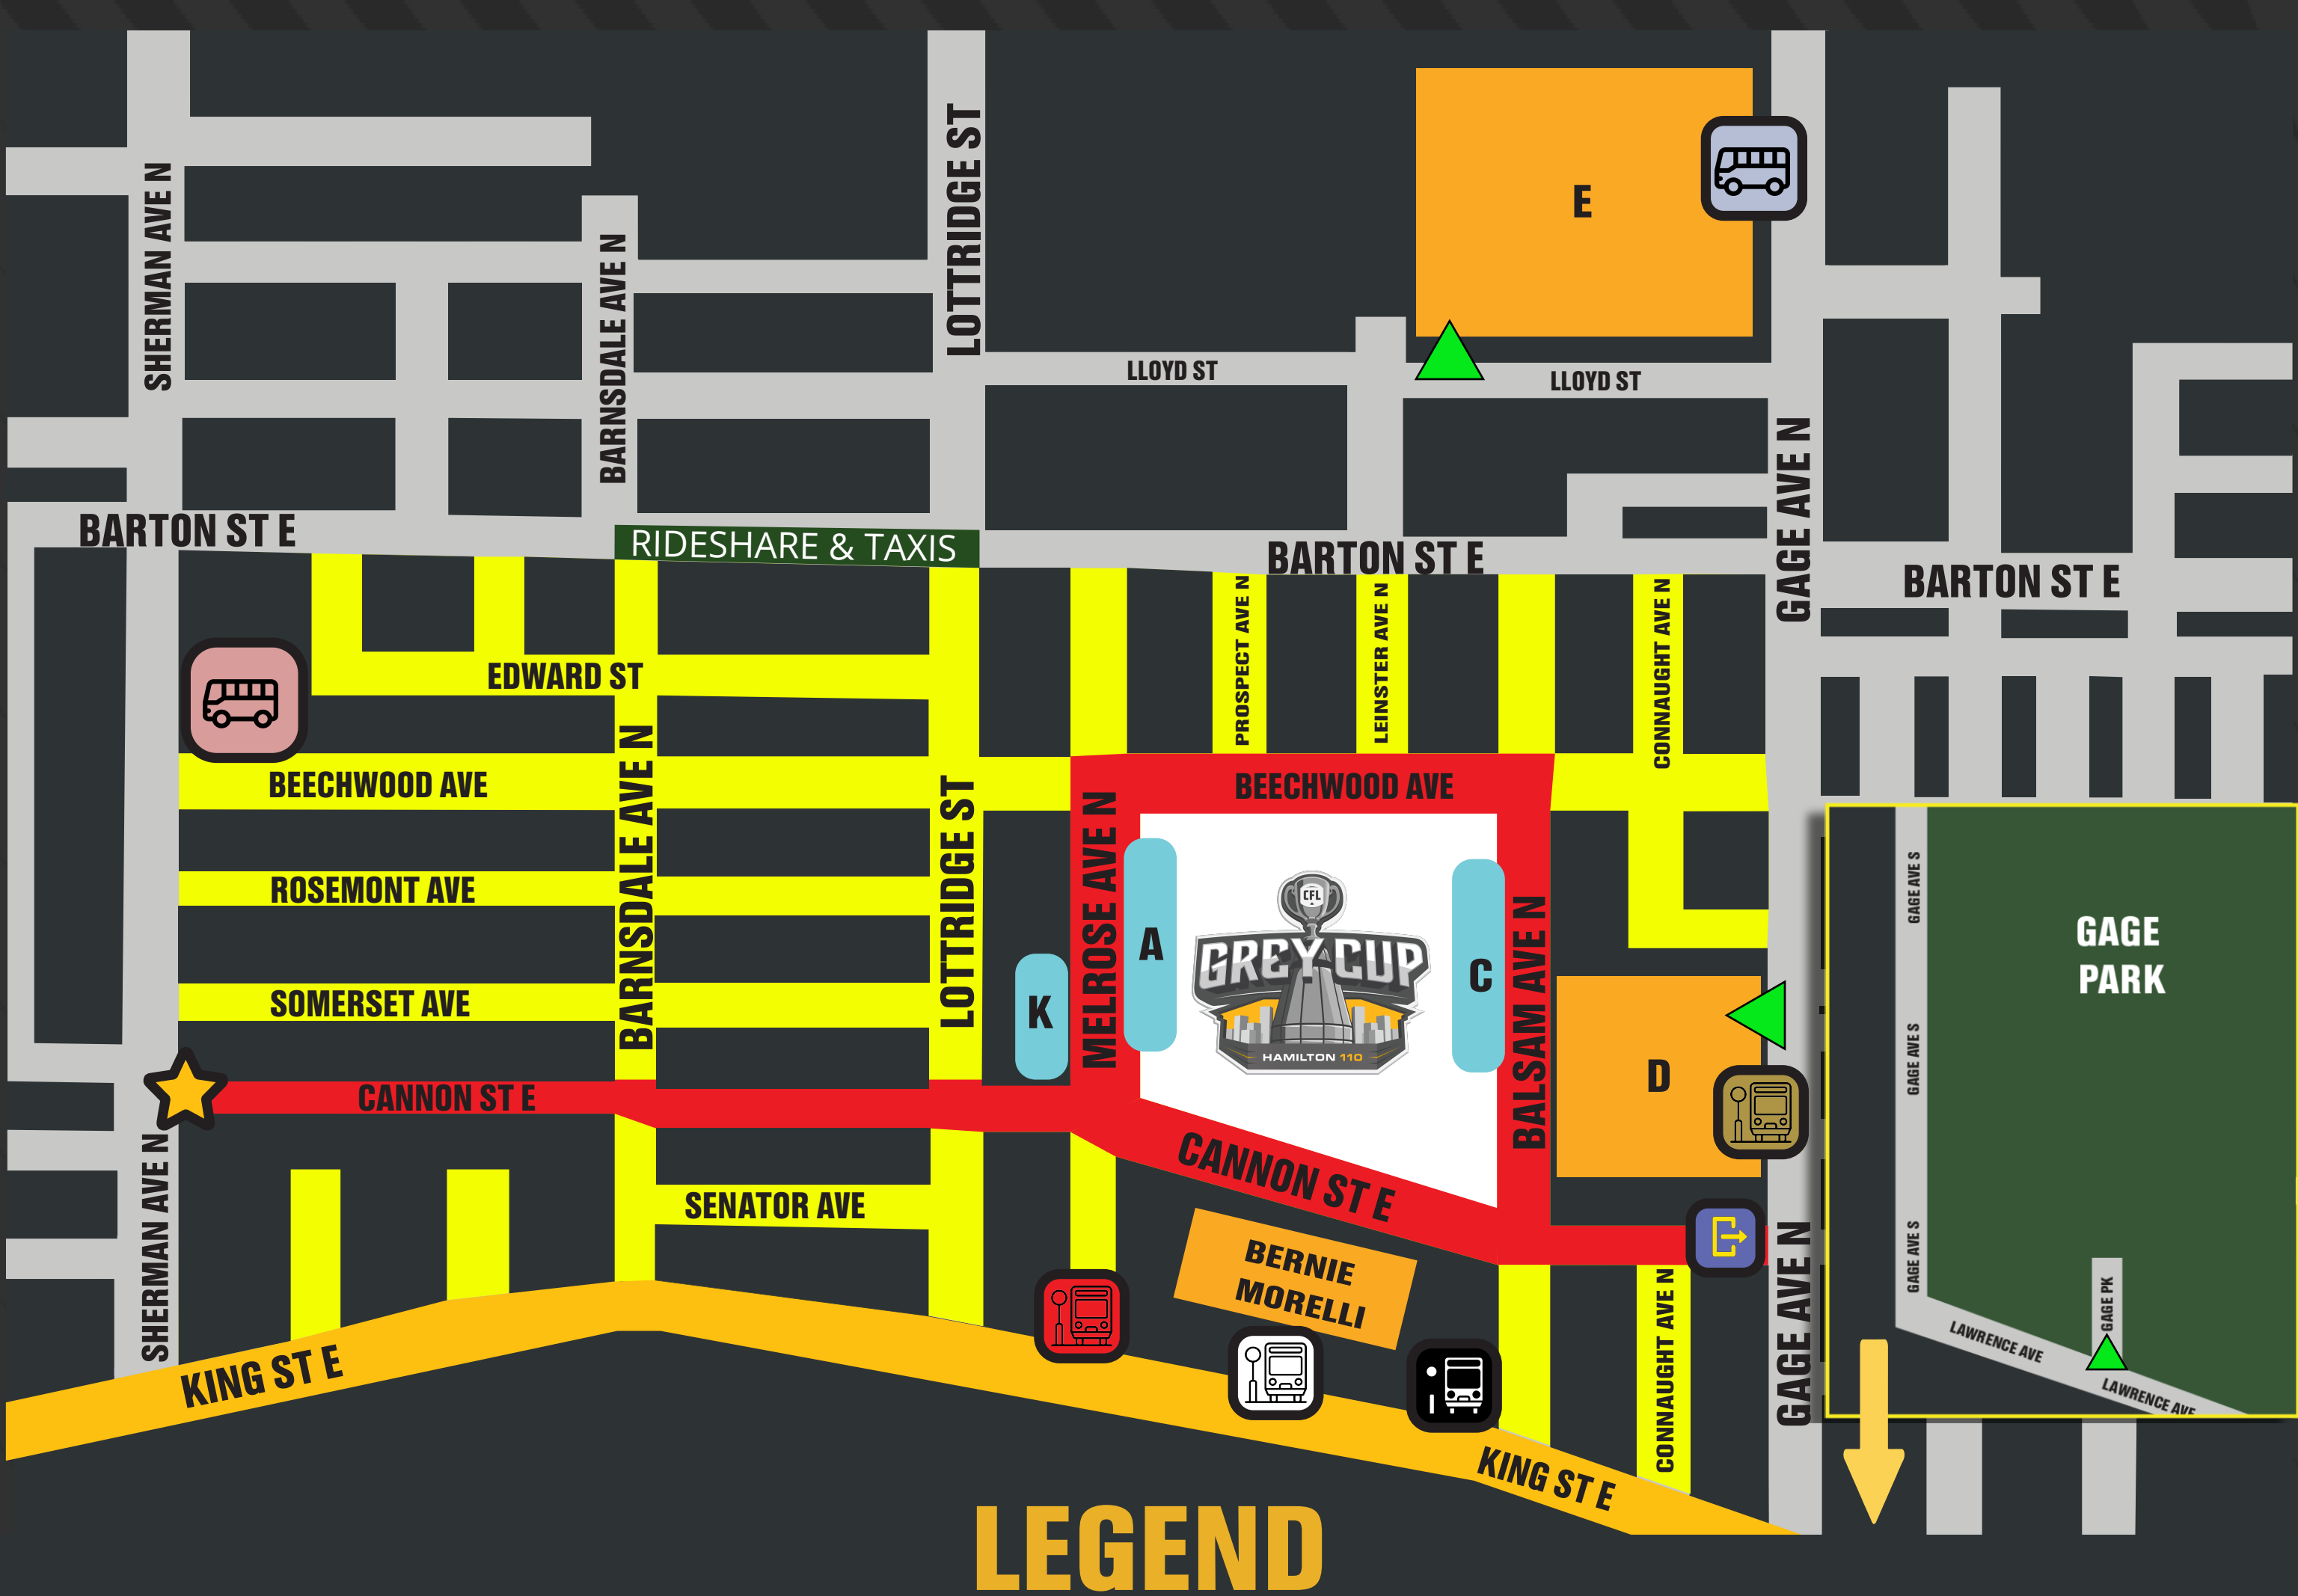 SHERMAN AVE N
BARNSDALE AVE N
LOTTRIDGE ST
E
LLOYD ST
LLOYD ST
GAGE AVE N
BARTON ST E
RIDESHARE & TAXIS
BARTON ST E
BARTON ST E
PROSPECT AVE N
LEINSTER AVE N
CONNAUGHT AVE N
EDWARD ST
BEECHWOOD AVE
BEECHWOOD AVE
BARNSDALE AVE N
LOTTRIDGE ST
MELROSE AVE N
BALSAM AVE N
ROSEMONT AVE
SOMERSET AVE
K
A
C
CFL
GREY CUP
HAMILTON 110
D
GAGE
PARK
GAGE AVE S
GAGE AVE S
GAGE AVE S
GAGE PK
LAWRENCE AVE
LAWRENCE AVE
CANNON ST E
CANNON ST E
SENATOR AVE
BERNIE
MORELLI
SHERMAN AVE N
GAGE AVE N
CONNAUGHT AVE N
KING ST E
KING ST E
LEGEND